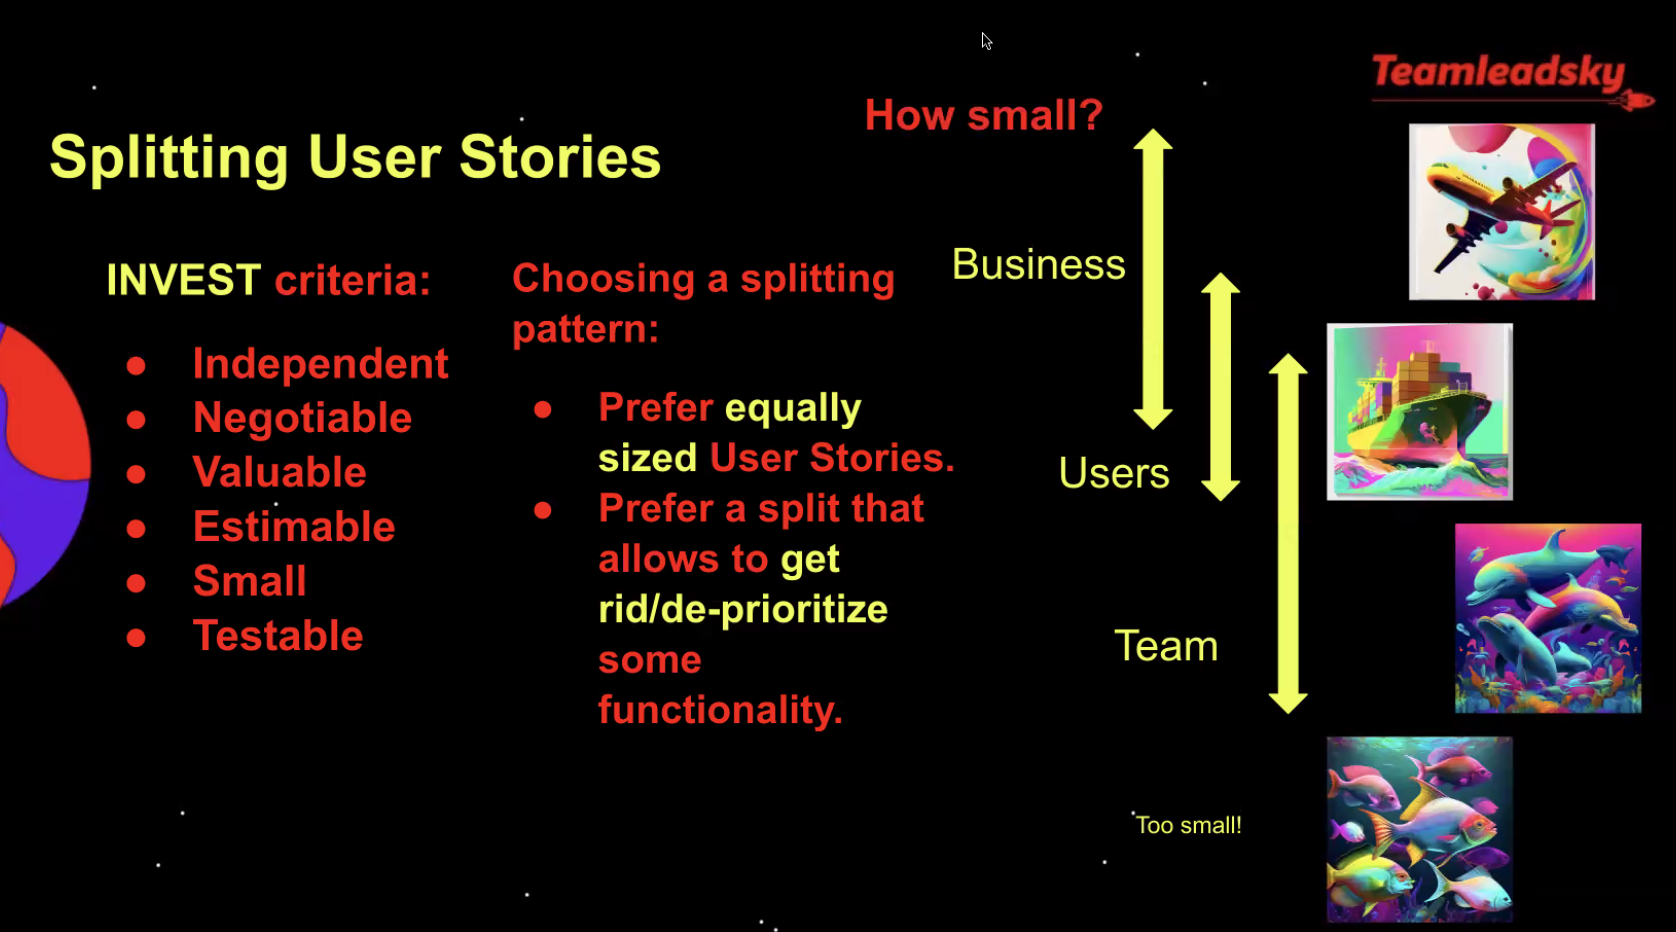 Teamleadsky
How small?
Splitting User Stories
INVEST criteria:
Independent
Negotiable
Valuable
Estimable
Small
Testable
Choosing a splitting
pattern:
Prefer equally
sized User Stories.
Prefer a split that
allows to get
rid/de-prioritize
some
functionality.
Business
Users
Team
Too small!